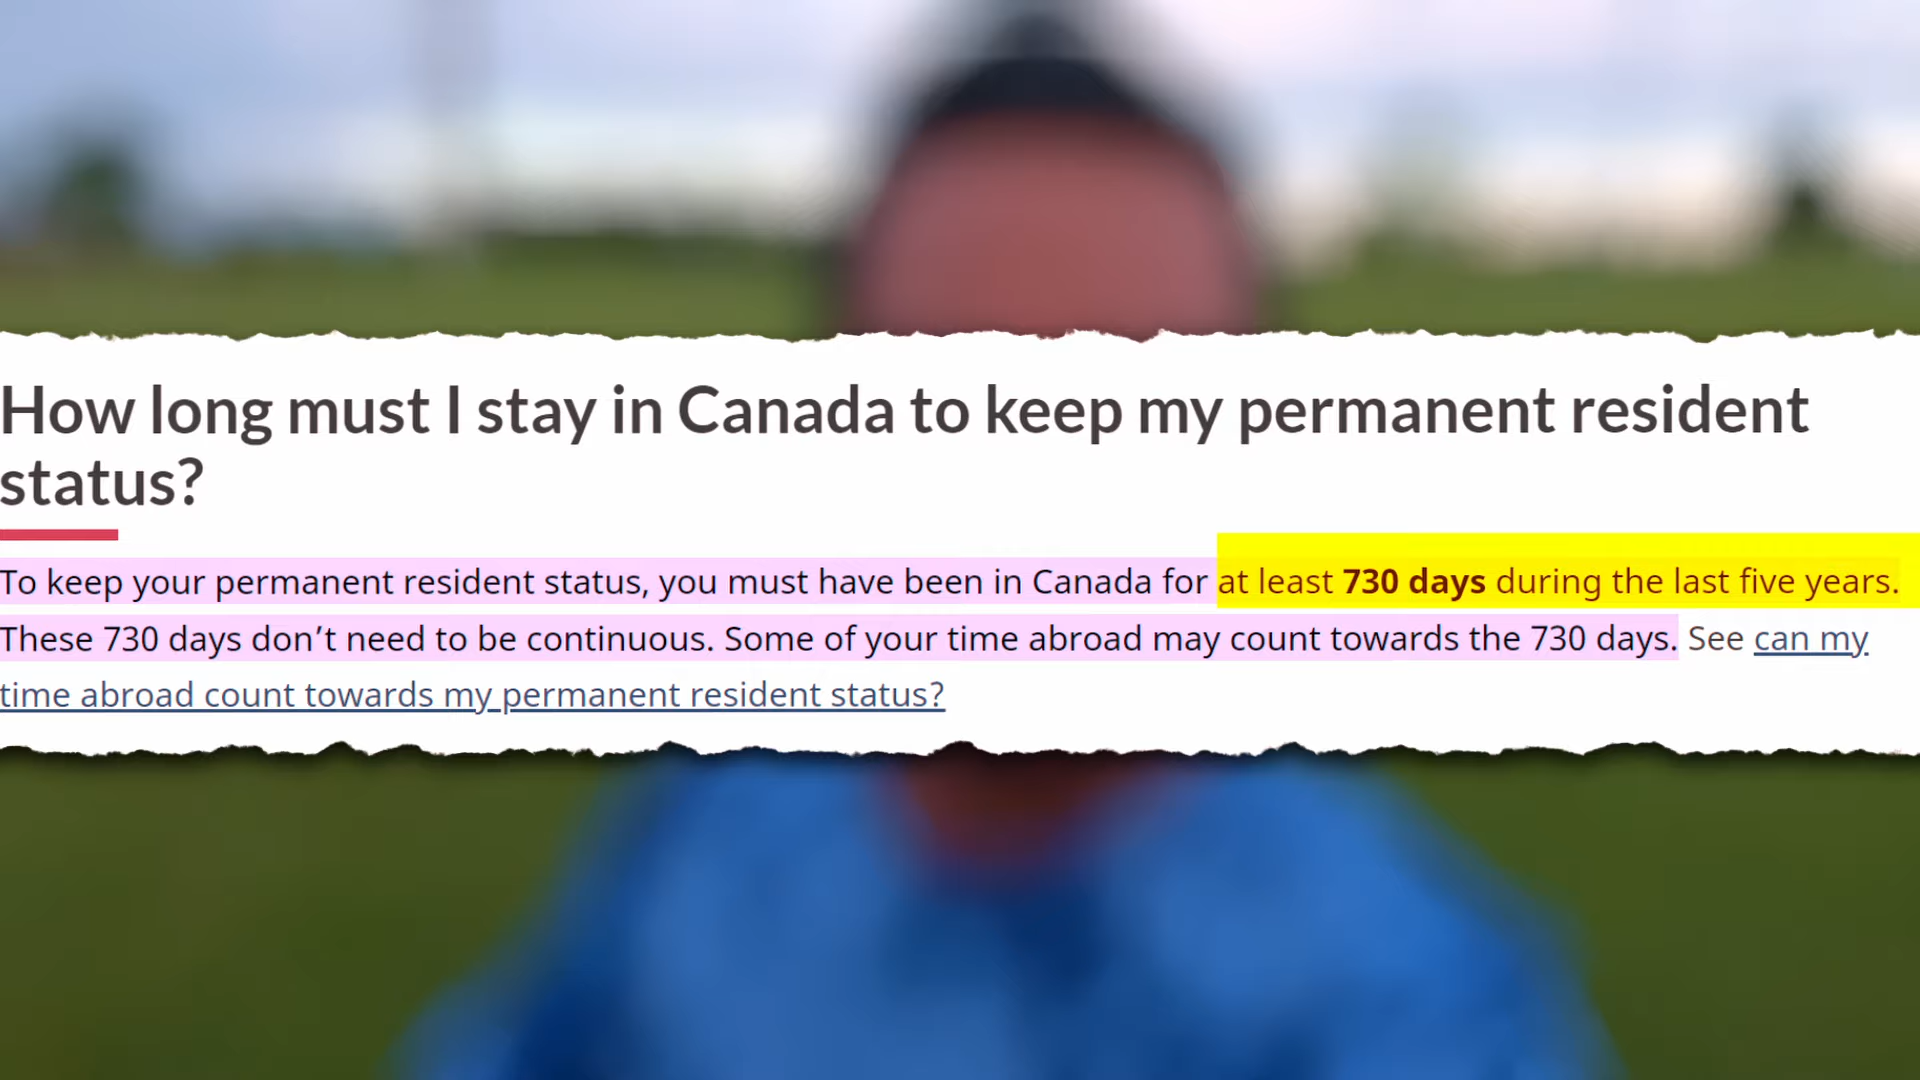 How long must I stay in Canada to keep my permanent resident
status?
To keep your permanent resident status, you must have been in Canada for at least 730 days during the last five years.
These 730 days don’t need to be continuous. Some of your time abroad may count towards the 730 days. See can my
time abroad count towards my permanent resident status?